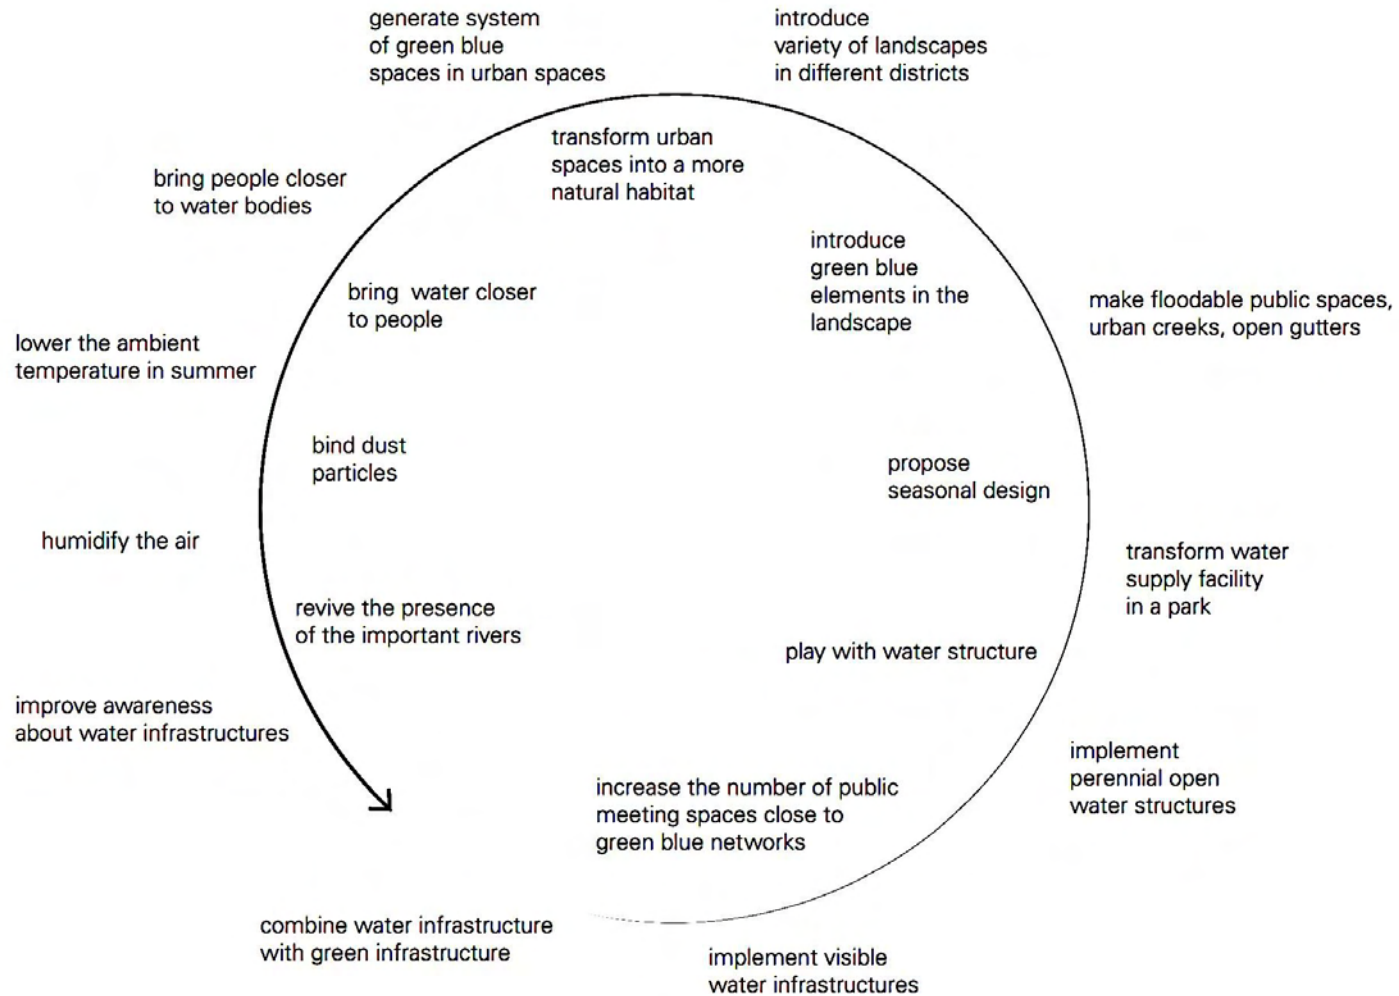 generate system
of green blue
spaces in urban spaces
introduce
variety of landscapes
in different districts
transform urban
spaces into a more
natural habitat
bring people closer
to water bodies
introduce
green blue
elements in the
landscape
bring water closer
to people
make floodable public spaces,
urban creeks, open gutters
lower the ambient
temperature in summer
bind dust
particles
propose
seasonal design
humidify the air
transform water
supply facility
in a park
revive the presence
of the important rivers
play with water structure
improve awareness
about water infrastructures
implement
perennial open
water structures
increase the number of public
meeting spaces close to
green blue networks
combine water infrastructure
with green infrastructure
implement visible
water infrastructures